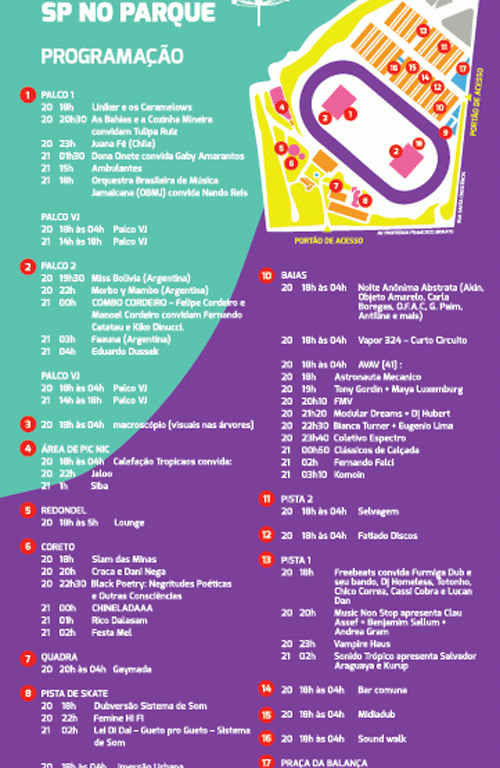 SP NO PARQUE
PROGRAMAÇÃO
1 PALCO 1
20 18h Liniker e os Caramelows
20 20h30 As Bahias e a Cozinha Mineira
convidam Tulipa Ruiz
20 23h Juana Fé (Chile)
21 01h30 Dona Onete convida Gaby Amarantos
21 15h Ambulantes
21 18h Orquestra Brasileira de Música
Jamaicana (OBMJ) convida Nando Reis
PALCO VJ
20 18h às 04h Palco VJ
21 14h às 18h Palco VJ
2 PALCO 2
20 19h30 Miss Bolivia (Argentina)
20 22h Morbo y Mambo (Argentina)
21 00h COMBO CORDEIRO – Felipe Cordeiro e
Manoel Cordeiro convidam Fernando
Catatau e Kiko Dinucci.
21 03h Faauna (Argentina)
21 04h Eduardo Dussek
PALCO VJ
20 18h às 04h Palco VJ
21 14h às 18h Palco VJ
3 20 18h às 04h macroscópio (visuais nas árvores)
4 ÁREA DE PIC NIC
20 18h às 04h Calefação Tropicaos convida:
20 22h Jaloo
21 1h Siba
5 REDONDEL
20 18h às 5h Lounge
6 CORETO
20 18h Slam das Minas
20 20h Craca e Dani Nega
20 22h30 Black Poetry: Negritudes Poéticas
e Outras Consciências
21 00h CHINELADAAA
21 01h Rico Dalasam
21 02h Festa Mel
7 QUADRA
20 20h às 04h Gaymada
8 PISTA DE SKATE
20 18h Dubversão Sistema de Som
20 22h Femine Hi Fi
21 02h Lei Di Dai – Gueto pro Gueto – Sistema
de Som
20 18h às 04h Imersão Urbana
PORTÃO DE ACESSO
PORTÃO DE ACESSO
10 BAIAS
20 18h às 04h Noite Anônima Abstrata (Akin,
Objeto Amarelo, Carla
Boregas, O.F.A.C, G. Paim,
Antiline e mais)
20 18h às 04h Vapor 324 – Curto Circuito
20 18h às 04h AVAV [41] :
20 18h Astronauta Mecanico
20 19h Tony Gordin + Maya Luxemburg
20 20h10 FMV
20 21h20 Modular Dreams + Dj Hubert
20 22h30 Bianca Turner + Eugenio Lima
20 23h40 Coletivo Espectro
21 00h50 Clássicos de Calçada
21 02h Fernando Falci
21 03h10 Komoin
11 PISTA 2
20 18h às 04h Selvagem
12 20 18h às 04h Fatiado Discos
13 PISTA 1
20 18h Freebeats convida Furmiga Dub e
seu bando, Dj Homeless, Totonho,
Chico Correa, Cassi Cobra e Lucan
Dan
20 20h Music Non Stop apresenta Clau
Assef + Benjamin Sallum +
Andrea Gram
20 23h Vampire Haus
21 02h Sonido Trópico apresenta Salvador
Araguaya e Kurup
14 20 18h às 04h Bar comuna
15 20 18h às 04h Midiadub
16 20 18h às 04h Sound walk
17 PRAÇA DA BALANÇA